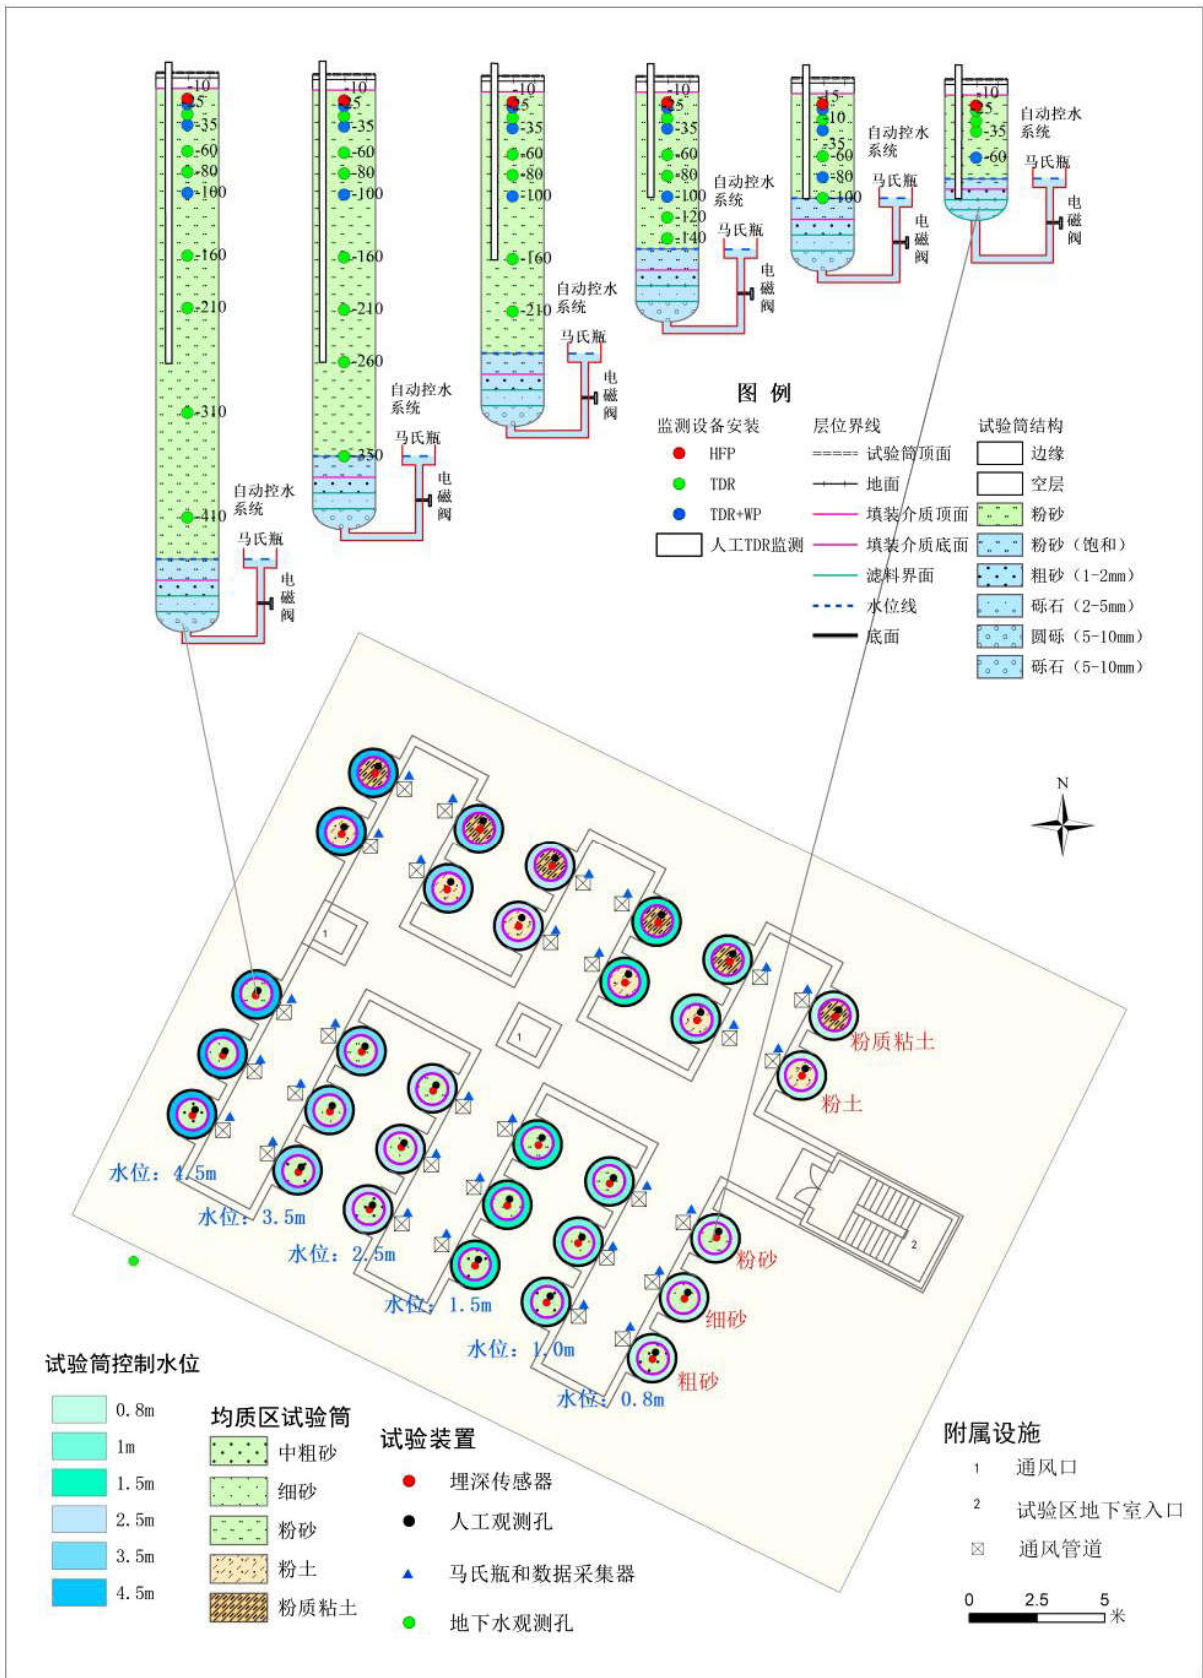 -10
-25
-35
-60
-80
-100
-160
-210
-310
-410
自动控水
系统
马氏瓶
电
磁
阀
-10
-25
-35
-60
-80
-100
-160
-210
-260
-350
自动控水
系统
马氏瓶
电
磁
阀
-10
-25
-35
-60
-80
-100
-160
-210
自动控水
系统
马氏瓶
电
磁
阀
-10
-25
-35
-60
-80
-100
-120
-140
自动控水
系统
马氏瓶
电
磁
阀
-15
-10
-35
-60
-80
-100
自动控水
系统
马氏瓶
电
磁
阀
-10
-25
-35
-60
自动控水
系统
马氏瓶
电
磁
阀
图 例
监测设备安装
HFP
TDR
TDR+WP
人工TDR监测
层位界线
试验筒顶面
地面
填装介质顶面
填装介质底面
滤料界面
水位线
底面
试验筒结构
边缘
空层
粉砂
粉砂（饱和）
粗砂（1-2mm）
砾石（2-5mm）
圆砾（5-10mm）
砾石（5-10mm）
N
1
1
2
粉质粘土
粉土
粉砂
细砂
粗砂
水位：4.5m
水位：3.5m
水位：2.5m
水位：1.5m
水位：1.0m
水位：0.8m
试验筒控制水位
0.8m
1m
1.5m
2.5m
3.5m
4.5m
均质区试验筒
中粗砂
细砂
粉砂
粉土
粉质粘土
试验装置
埋深传感器
人工观测孔
马氏瓶和数据采集器
地下水观测孔
附属设施
1 通风口
2 试验区地下室入口
通风管道
0 2.5 5
米